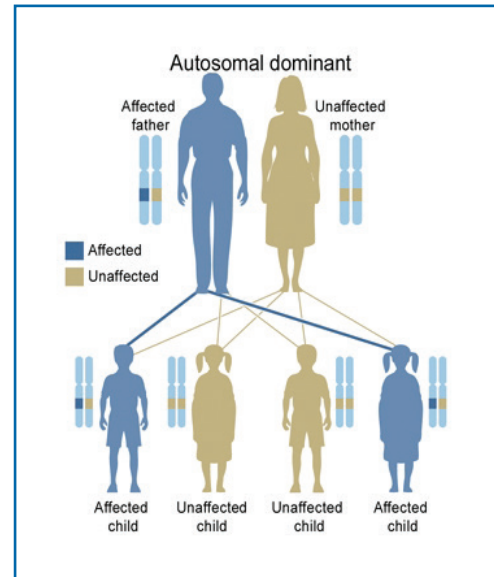 Autosomal dominant
Affected
father
Unaffected
mother
Affected
Unaffected
Affected
child
Unaffected
child
Unaffected
child
Affected
child